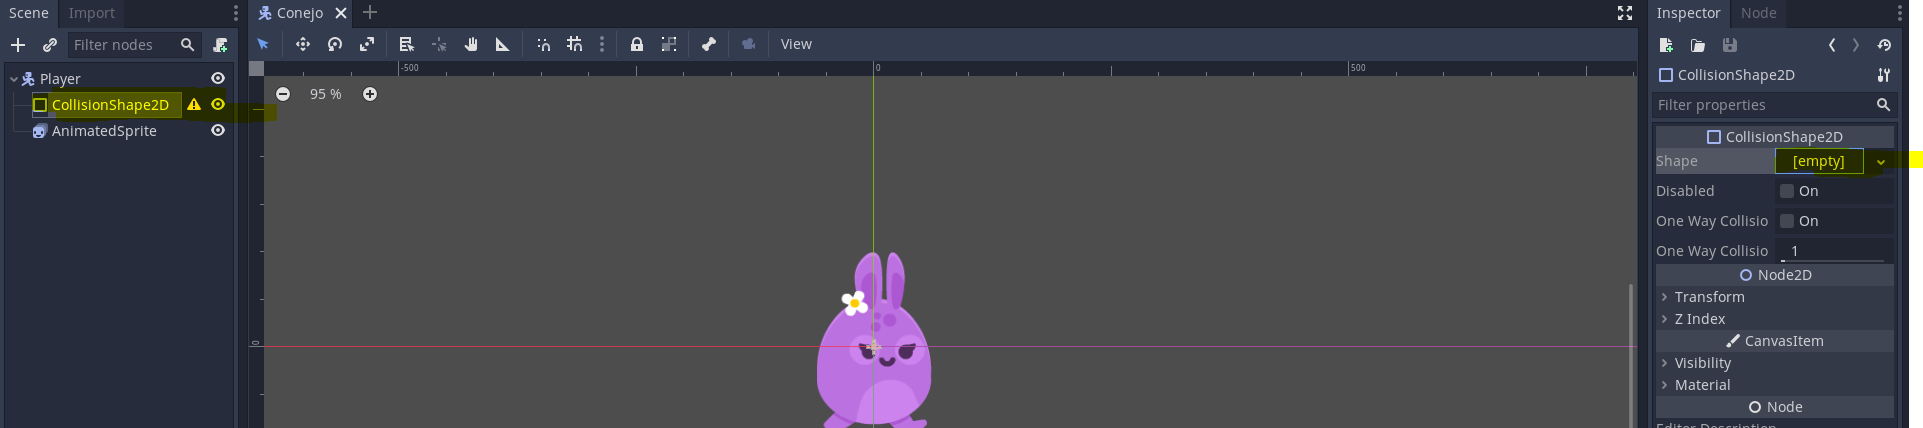 Scene Import
Conejo
Inspector Node
Filter nodes
View
Player
CollisionShape2D
AnimatedSprite
-500 0 500
95 %
0
CollisionShape2D
Filter properties
CollisionShape2D
Shape [empty]
Disabled On
One Way Collisio On
One Way Collisio 1
Node2D
Transform
Z Index
CanvasItem
Visibility
Material
Node
Editor Description